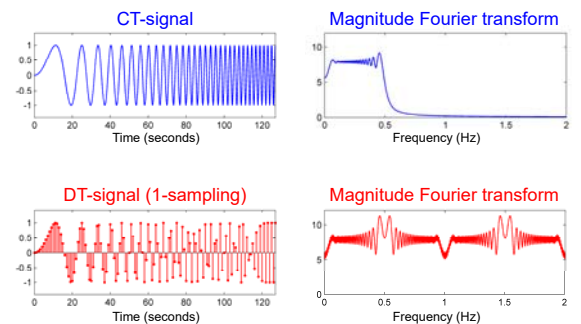 CT-signal
1
0.5
0
-0.5
-1
0 20 40 60 80 100 120
Time (seconds)
Magnitude Fourier transform
10
5
0
0 0.5 1 1.5 2
Frequency (Hz)
DT-signal (1-sampling)
1
0.5
0
-0.5
-1
0 20 40 60 80 100 120
Time (seconds)
Magnitude Fourier transform
10
5
0
0 0.5 1 1.5 2
Frequency (Hz)